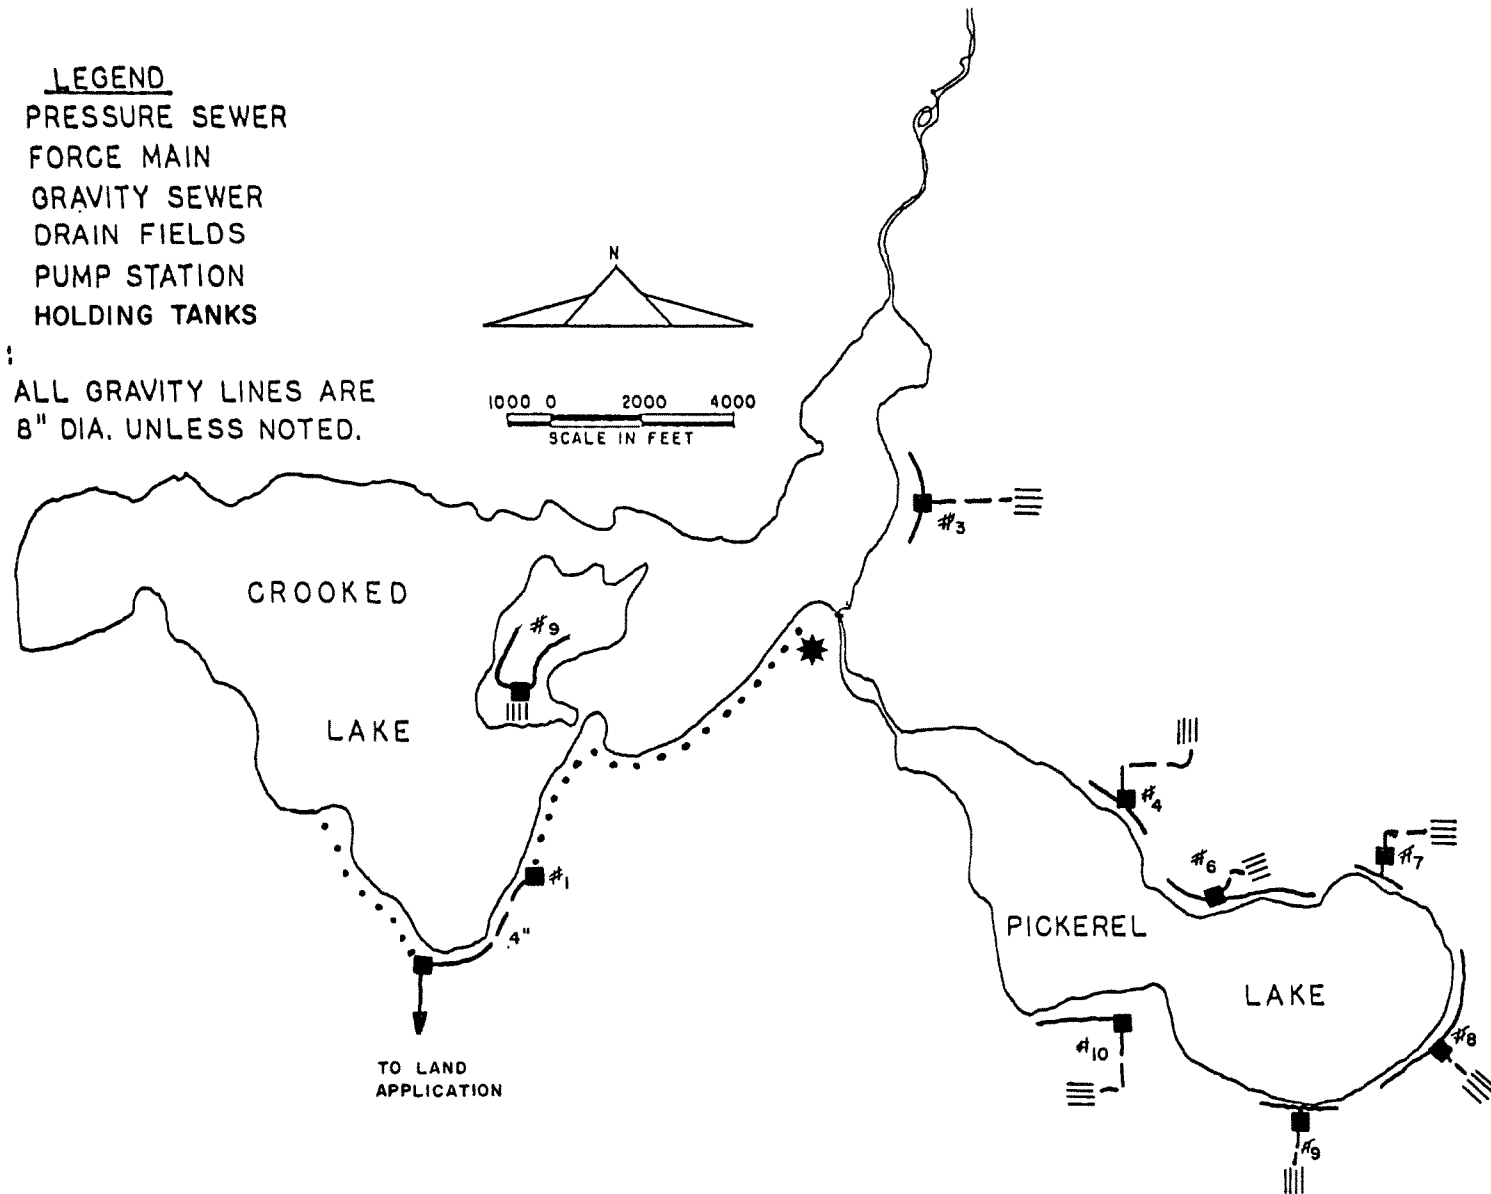 LEGEND
PRESSURE SEWER
FORCE MAIN
GRAVITY SEWER
DRAIN FIELDS
PUMP STATION
HOLDING TANKS
:
ALL GRAVITY LINES ARE
8" DIA. UNLESS NOTED.
N
1000 0 2000 4000
SCALE IN FEET
#3
CROOKED
#9
LAKE
#4
#6
#7
#1
4"
PICKEREL
LAKE
#8
#10
TO LAND
APPLICATION
#9